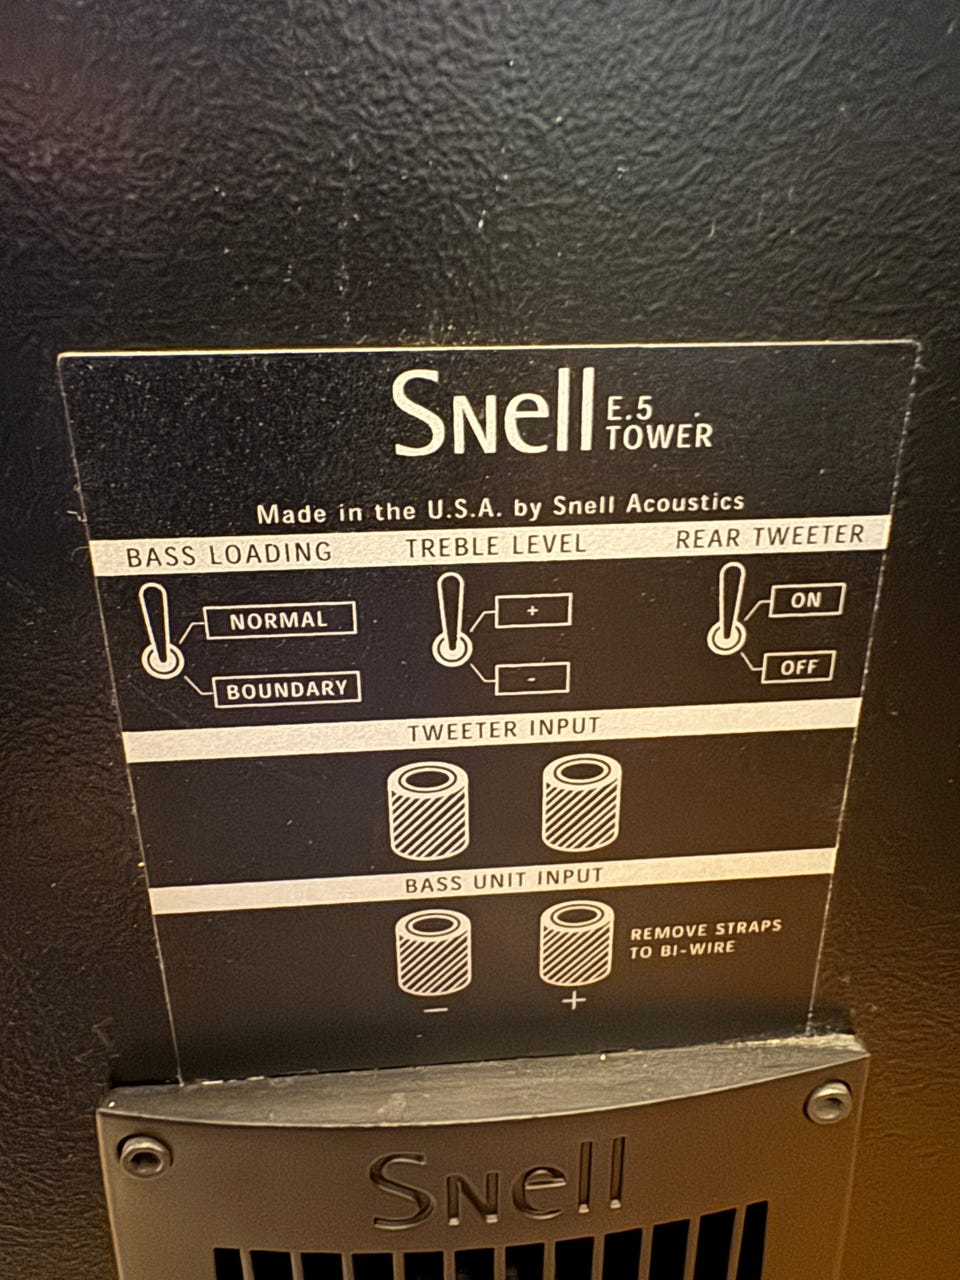 Snell E.5
TOWER
Made in the U.S.A. by Snell Acoustics
BASS LOADING TREBLE LEVEL REAR TWEETER
NORMAL + ON
BOUNDARY - OFF
TWEETER INPUT
BASS UNIT INPUT
REMOVE STRAPS
TO BI-WIRE
− +
Snell